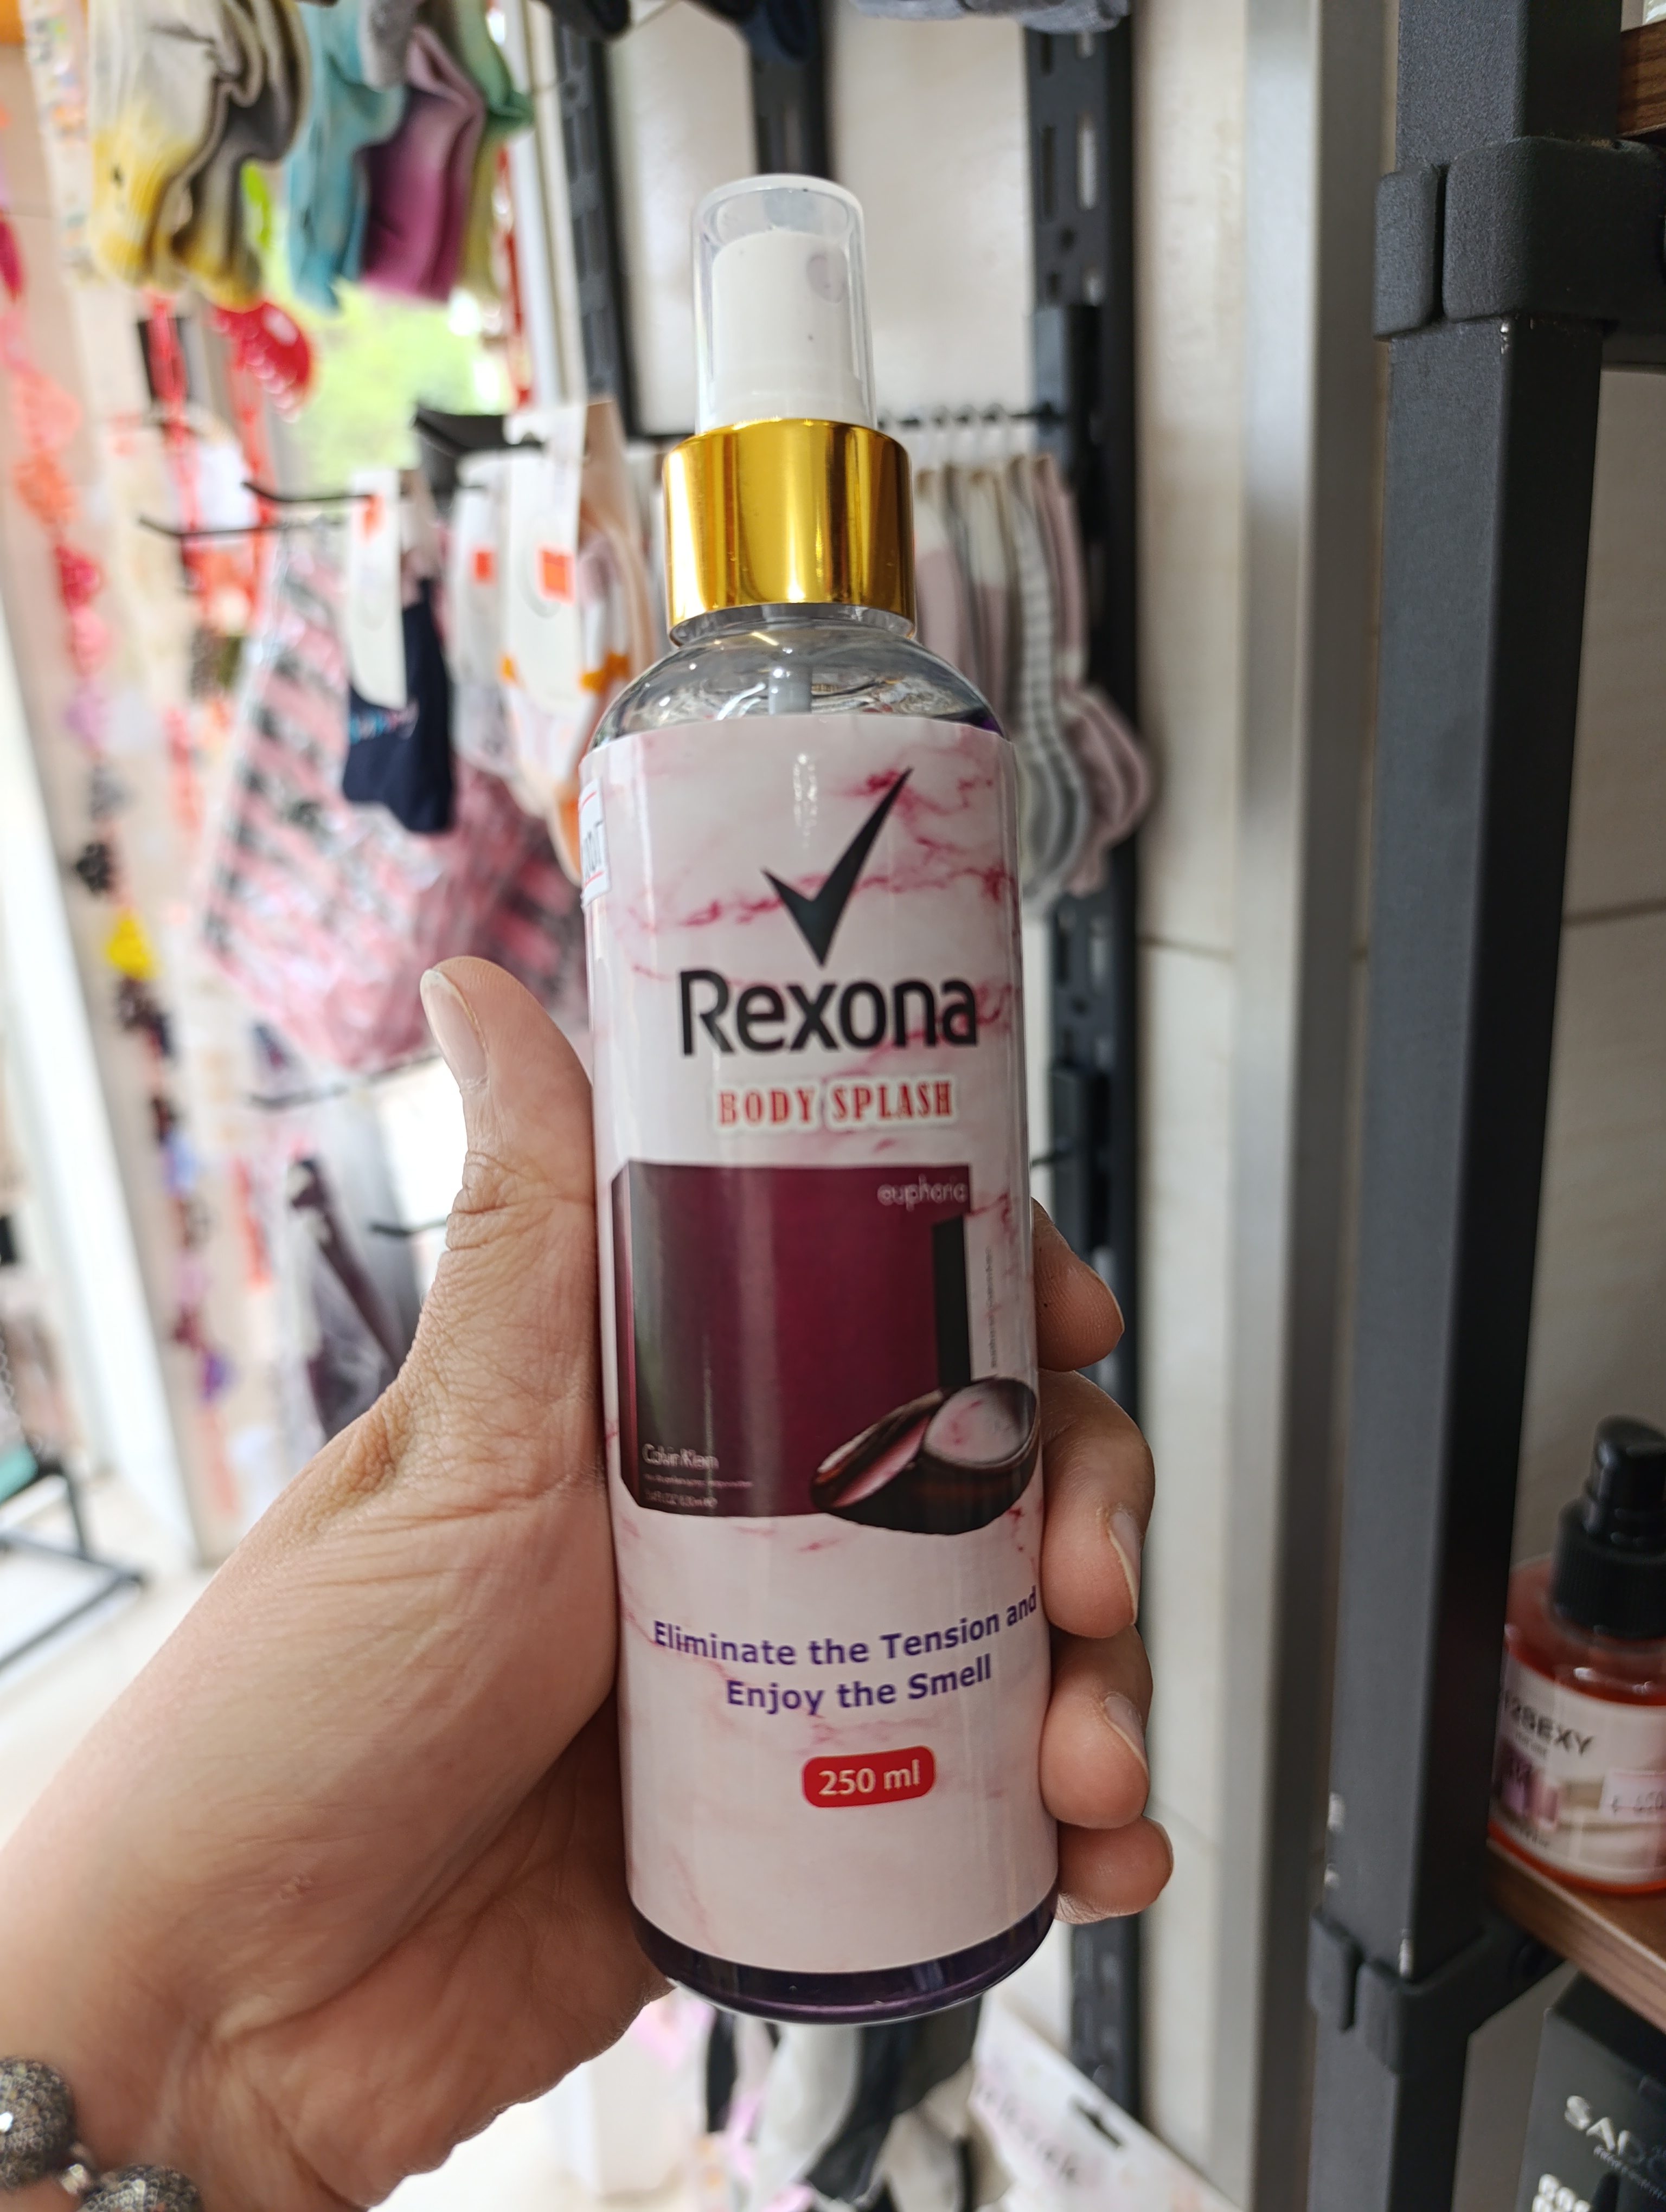 Rexona
BODY SPLASH
euphoria
Calvin Klein
Eliminate the Tension and
Enjoy the Smell
250 ml